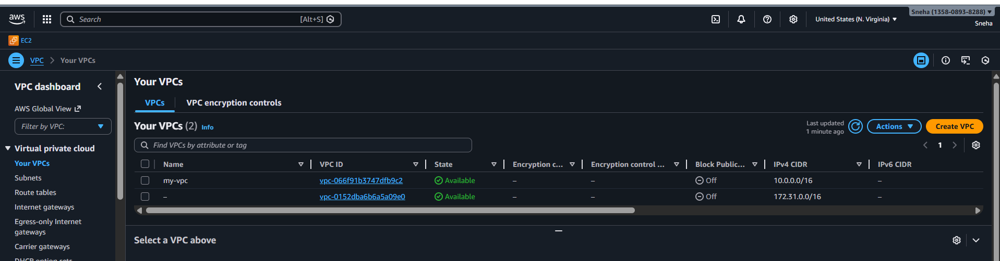 aws
Search [Alt+S]
United States (N. Virginia)
Sneha (1358-0893-8288)
Sneha
EC2
VPC > Your VPCs
VPC dashboard
AWS Global View
Filter by VPC:
Virtual private cloud
Your VPCs
Subnets
Route tables
Internet gateways
Egress-only Internet
gateways
Carrier gateways
DHCP option sets
Your VPCs
VPCs VPC encryption controls
Your VPCs (2) Info
Last updated
1 minute ago
Actions
Create VPC
Find VPCs by attribute or tag
1
Name VPC ID State Encryption c... Encryption control ... Block Public... IPv4 CIDR IPv6 CIDR
my-vpc vpc-066f91b3747dfb9c2 Available – – Off 10.0.0.0/16 –
– vpc-0152dba6b6a5a09e0 Available – – Off 172.31.0.0/16 –
Select a VPC above